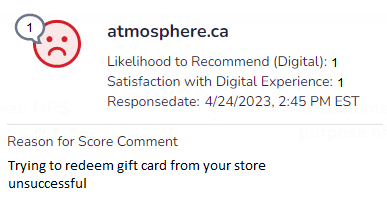 1
atmosphere.ca
Likelihood to Recommend (Digital): 1
Satisfaction with Digital Experience: 1
Responsedate: 4/24/2023, 2:45 PM EST
Reason for Score Comment
Trying to redeem gift card from your store
unsuccessful